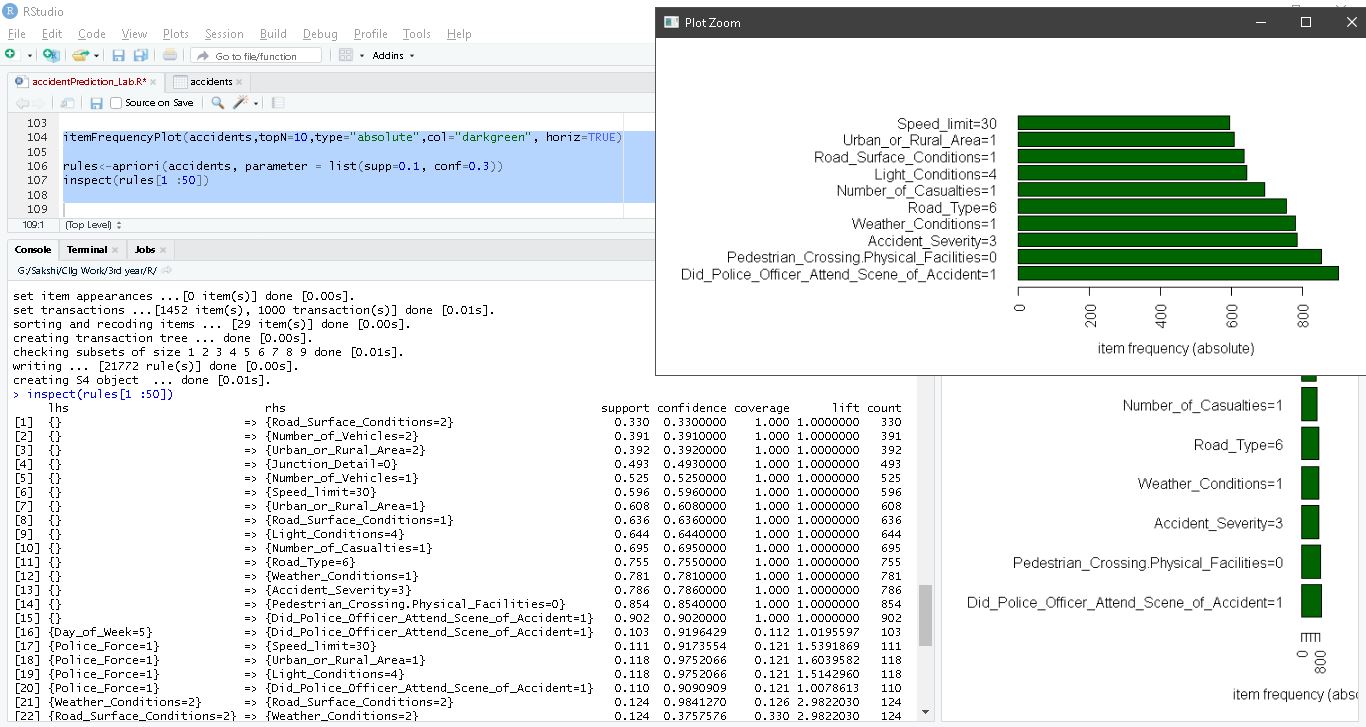 RStudio
File Edit Code View Plots Session Build Debug Profile Tools Help
Go to file/function Addins
accidentPrediction_Lab.R* accidents
Source on Save
103
104 itemFrequencyPlot(accidents,topN=10,type="absolute",col="darkgreen", horiz=TRUE)
105
106 rules<-apriori(accidents, parameter = list(supp=0.1, conf=0.3))
107 inspect(rules[1 :50])
108
109
109:1 (Top Level)
Console Terminal Jobs
G:/Sakshi/Cllg Work/3rd year/R/
set item appearances ...[0 item(s)] done [0.00s].
set transactions ...[1452 item(s), 1000 transaction(s)] done [0.01s].
sorting and recoding items ... [29 item(s)] done [0.00s].
creating transaction tree ... done [0.00s].
checking subsets of size 1 2 3 4 5 6 7 8 9 done [0.01s].
writing ... [21772 rule(s)] done [0.00s].
creating S4 object ... done [0.01s].
> inspect(rules[1 :50])
lhs rhs support confidence coverage lift count
[1] {} => {Road_Surface_Conditions=2} 0.330 0.3300000 1.000 1.0000000 330
[2] {} => {Number_of_Vehicles=2} 0.391 0.3910000 1.000 1.0000000 391
[3] {} => {Urban_or_Rural_Area=2} 0.392 0.3920000 1.000 1.0000000 392
[4] {} => {Junction_Detail=0} 0.493 0.4930000 1.000 1.0000000 493
[5] {} => {Number_of_Vehicles=1} 0.525 0.5250000 1.000 1.0000000 525
[6] {} => {Speed_limit=30} 0.596 0.5960000 1.000 1.0000000 596
[7] {} => {Urban_or_Rural_Area=1} 0.608 0.6080000 1.000 1.0000000 608
[8] {} => {Road_Surface_Conditions=1} 0.636 0.6360000 1.000 1.0000000 636
[9] {} => {Light_Conditions=4} 0.644 0.6440000 1.000 1.0000000 644
[10] {} => {Number_of_Casualties=1} 0.695 0.6950000 1.000 1.0000000 695
[11] {} => {Road_Type=6} 0.755 0.7550000 1.000 1.0000000 755
[12] {} => {Weather_Conditions=1} 0.781 0.7810000 1.000 1.0000000 781
[13] {} => {Accident_Severity=3} 0.786 0.7860000 1.000 1.0000000 786
[14] {} => {Pedestrian_Crossing.Physical_Facilities=0} 0.854 0.8540000 1.000 1.0000000 854
[15] {} => {Did_Police_Officer_Attend_Scene_of_Accident=1} 0.902 0.9020000 1.000 1.0000000 902
[16] {Day_of_Week=5} => {Did_Police_Officer_Attend_Scene_of_Accident=1} 0.103 0.9196429 0.112 1.0195597 103
[17] {Police_Force=1} => {Speed_limit=30} 0.111 0.9173554 0.121 1.5391869 111
[18] {Police_Force=1} => {Urban_or_Rural_Area=1} 0.118 0.9752066 0.121 1.6039582 118
[19] {Police_Force=1} => {Light_Conditions=4} 0.118 0.9752066 0.121 1.5142960 118
[20] {Police_Force=1} => {Did_Police_Officer_Attend_Scene_of_Accident=1} 0.110 0.9090909 0.121 1.0078613 110
[21] {Weather_Conditions=2} => {Road_Surface_Conditions=2} 0.124 0.9841270 0.126 2.9822030 124
[22] {Road_Surface_Conditions=2} => {Weather_Conditions=2} 0.124 0.3757576 0.330 2.9822030 124
Plot Zoom
Speed_limit=30
Urban_or_Rural_Area=1
Road_Surface_Conditions=1
Light_Conditions=4
Number_of_Casualties=1
Road_Type=6
Weather_Conditions=1
Accident_Severity=3
Pedestrian_Crossing.Physical_Facilities=0
Did_Police_Officer_Attend_Scene_of_Accident=1
0 200 400 600 800
item frequency (absolute)
Number_of_Casualties=1
Road_Type=6
Weather_Conditions=1
Accident_Severity=3
Pedestrian_Crossing.Physical_Facilities=0
Did_Police_Officer_Attend_Scene_of_Accident=1
0 800
item frequency (abs